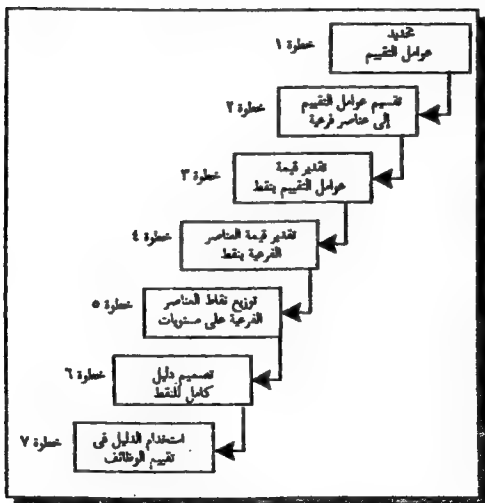 خطوة ١
تحديد
عوامل التقييم
خطوة ٢
تقسيم عوامل التقييم
إلى عناصر فرعية
خطوة ٣
تقدير قيمة
عوامل التقييم بنقط
خطوة ٤
تقدير قيمة العناصر
الفرعية بنقط
خطوة ٥
توزيع نقاط العناصر
الفرعية على مستويات
خطوة ٦
تصميم دليل
كامل للنقط
خطوة ٧
استخدام الدليل فى
تقييم الوظائف